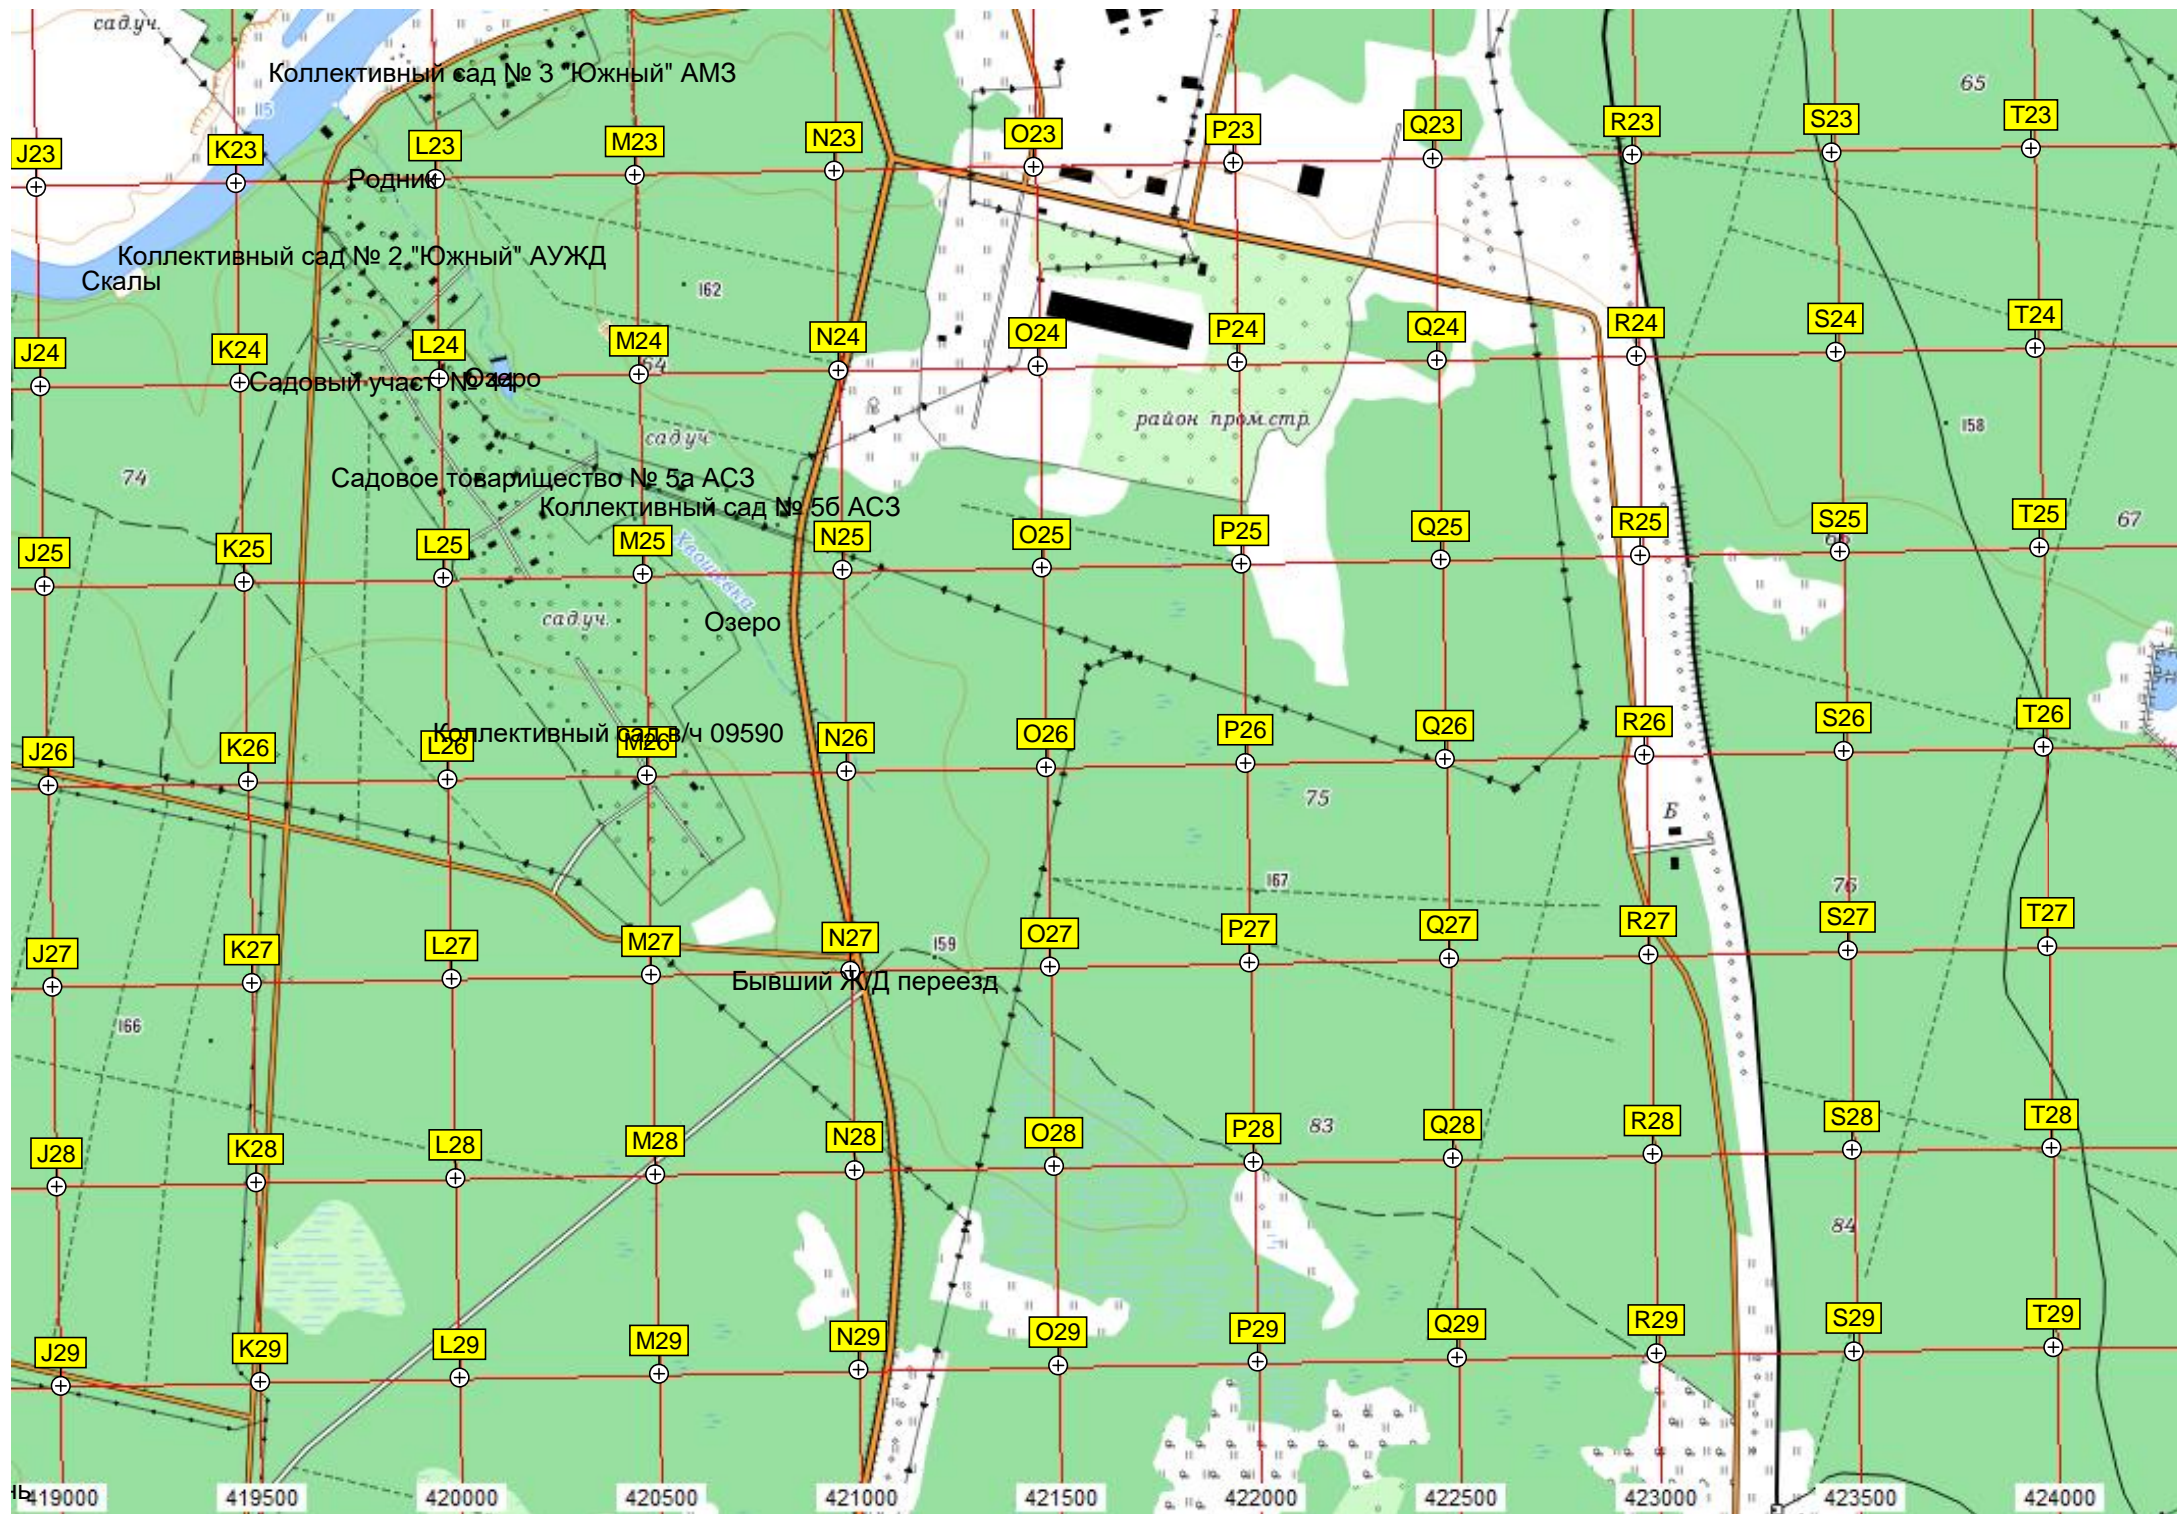 сад.уч.
Коллективный сад № 3 "Южный" АМЗ
65
115
J23 K23 L23 M23 N23 O23 P23 Q23 R23 S23 T23
Родник
Коллективный сад № 2 "Южный" АУЖД
Скалы
162
J24 K24 L24 M24 N24 O24 P24 Q24 R24 S24 T24
64
Садовый участ. № 44
Озеро
район пром.стр.
158
сад.уч.
74
Садовое товарищество № 5а АСЗ
Коллективный сад № 5б АСЗ
67
J25 K25 L25 M25 N25 O25 P25 Q25 R25 S25 T25
Хвощевка
сад.уч.
Озеро
Коллективный сад в/ч 09590
J26 K26 L26 M26 N26 O26 P26 Q26 R26 S26 T26
75
Б
167
76
J27 K27 L27 M27 N27 O27 P27 Q27 R27 S27 T27
159
Бывший Ж/Д переезд
166
83
J28 K28 L28 M28 N28 O28 P28 Q28 R28 S28 T28
84
J29 K29 L29 M29 N29 O29 P29 Q29 R29 S29 T29
нь
419000 419500 420000 420500 421000 421500 422000 422500 423000 423500 424000